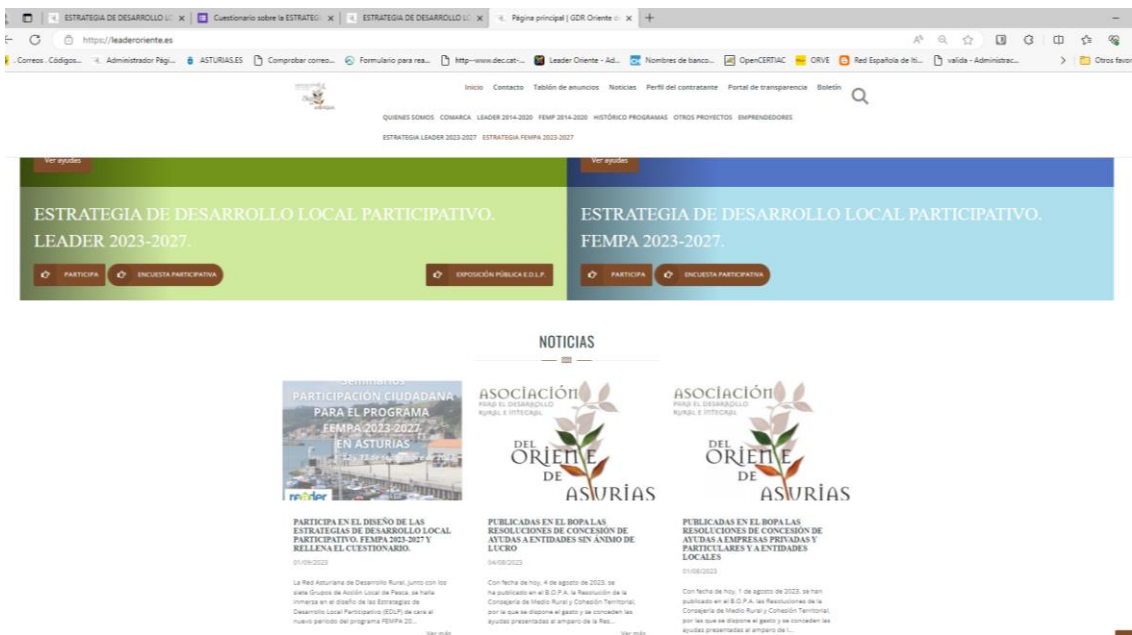 ESTRATEGIA DE DESARROLLO LO
Cuestionario sobre la ESTRATEG
ESTRATEGIA DE DESARROLLO LO
Página principal | GDR Oriente d
https://leaderoriente.es
. Correos . Códigos...
Administrador Pági...
ASTURIAS.ES
Comprobar correo...
Formulario para rea...
http--www.dec.cat-...
Leader Oriente - Ad...
Nombres de banco...
OpenCERTIAC
ORVE
Red Española de Iti...
valida - Administrac...
Otros favor
Inicio Contacto Tablón de anuncios Noticias Perfil del contratante Portal de transparencia Boletín
QUIENES SOMOS COMARCA LEADER 2014-2020 FEMP 2014-2020 HISTÓRICO PROGRAMAS OTROS PROYECTOS EMPRENDEDORES
ESTRATEGIA LEADER 2023-2027 ESTRATEGIA FEMPA 2023-2027
Ver ayudas
Ver ayudas
ESTRATEGIA DE DESARROLLO LOCAL PARTICIPATIVO.
LEADER 2023-2027.
PARTICIPA ENCUESTA PARTICIPATIVA EXPOSICIÓN PÚBLICA E.D.L.P.
ESTRATEGIA DE DESARROLLO LOCAL PARTICIPATIVO.
FEMPA 2023-2027.
PARTICIPA ENCUESTA PARTICIPATIVA
NOTICIAS
Seminarios
PARTICIPACIÓN CIUDADANA
PARA EL PROGRAMA
FEMPA 2023-2027
EN ASTURIAS
reader
PARTICIPA EN EL DISEÑO DE LAS
ESTRATEGIAS DE DESARROLLO LOCAL
PARTICIPATIVO. FEMPA 2023-2027 Y
RELLENA EL CUESTIONARIO.
01/09/2023
La Red Asturiana de Desarrollo Rural, junto con los
siete Grupos de Acción Local de Pesca, se halla
inmersa en el diseño de las Estrategias de
Desarrollo Local Participativo (EDLP) de cara al
nuevo periodo del programa FEMPA 20...
Ver más
ASOCIACIÓN
PARA EL DESARROLLO
RURAL E INTEGRAL
DEL
ORIENTE
DE
ASTURIAS
PUBLICADAS EN EL BOPA LAS
RESOLUCIONES DE CONCESIÓN DE
AYUDAS A ENTIDADES SIN ÁNIMO DE
LUCRO
04/08/2023
Con fecha de hoy, 4 de agosto de 2023, se
ha publicado en el B.O.P.A. la Resolución de la
Consejería de Medio Rural y Cohesión Territorial,
por la que se dispone el gasto y se conceden las
ayudas presentadas al amparo de la Res...
Ver más
ASOCIACIÓN
PARA EL DESARROLLO
RURAL E INTEGRAL
DEL
ORIENTE
DE
ASTURIAS
PUBLICADAS EN EL BOPA LAS
RESOLUCIONES DE CONCESIÓN DE
AYUDAS A EMPRESAS PRIVADAS Y
PARTICULARES Y A ENTIDADES
LOCALES
01/08/2023
Con fecha de hoy, 1 de agosto de 2023, se han
publicado en el B.O.P.A. las Resoluciones de la
Consejería de Medio Rural y Cohesión Territorial,
por las que se dispone el gasto y se conceden las
ayudas presentadas al amparo de l...